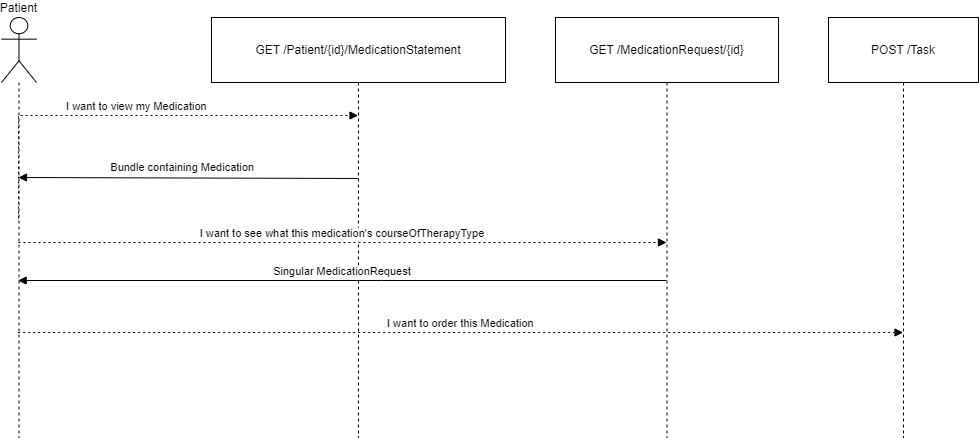 Patient
GET /Patient/{id}/MedicationStatement
GET /MedicationRequest/{id}
POST /Task
I want to view my Medication
Bundle containing Medication
I want to see what this medication's courseOfTherapyType
Singular MedicationRequest
I want to order this Medication